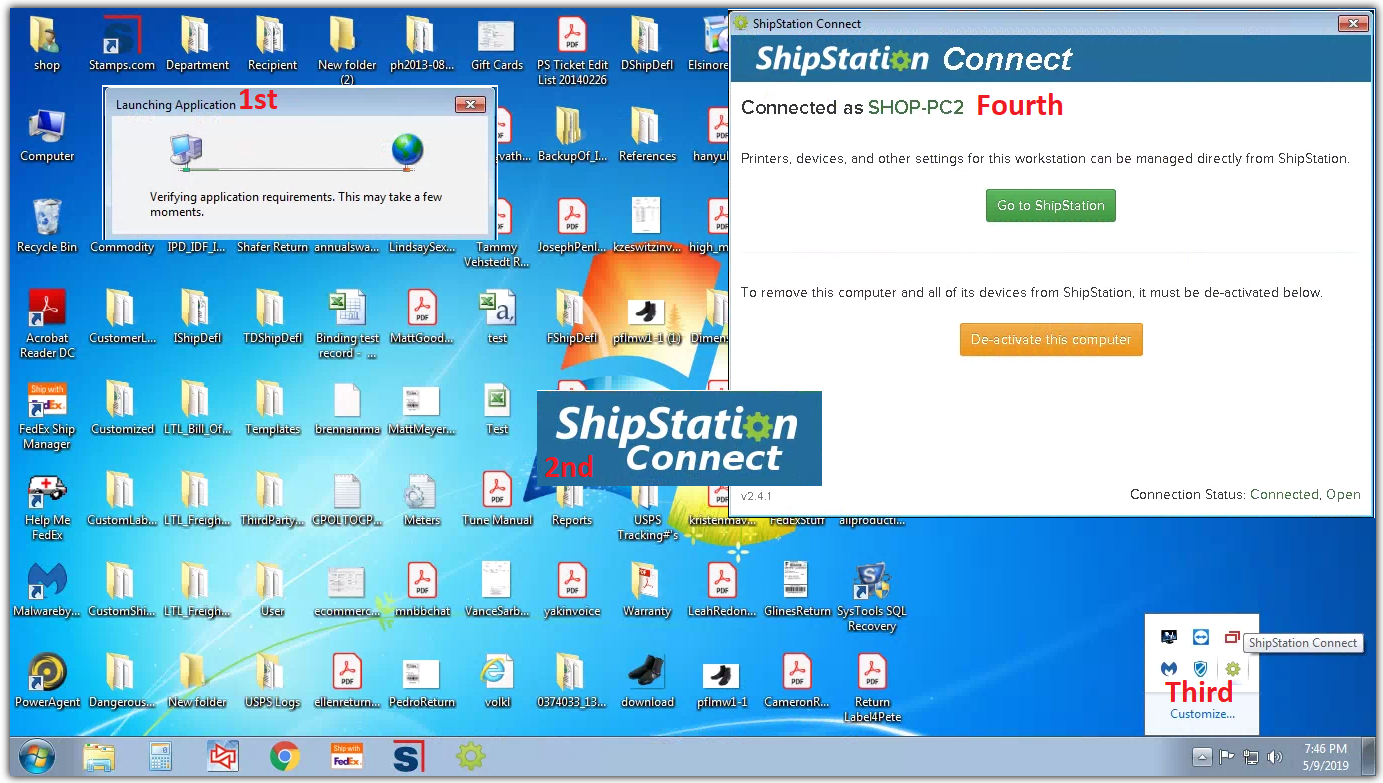 shop
Stamps.com
Department
Recipient
New folder
(2)
ph2013-08...
Gift Cards
PS Ticket Edit
List 20140226
DShipDefl
Elsinore
ShipStation Connect
ShipStation Connect
Launching Application 1st
Verifying application requirements. This may take a few
moments.
Connected as SHOP-PC2 Fourth
Printers, devices, and other settings for this workstation can be managed directly from ShipStation.
Go to ShipStation
To remove this computer and all of its devices from ShipStation, it must be de-activated below.
De-activate this computer
v2.4.1
Connection Status: Connected, Open
Computer
BackupOf_I...
References
Recycle Bin
Commodity
IPD_IDF_I...
Shafer Return
annualswa...
LindsaySex...
Tammy
Vehstedt R...
JosephPenl...
kzeswitzinv...
high_m
Acrobat
Reader DC
CustomerL...
IShipDefl
TDShipDefl
Binding test
record - ...
MattGood...
test
FShipDefl
pflmw1-1 (1)
Dimen
FedEx Ship
Manager
Customized
LTL_Bill_Of...
Templates
brennanrma
MattMeyer...
Test
ShipStation
Connect
2nd
Help Me
FedEx
CustomLab...
LTL_Freigh...
ThirdParty...
CPOLTOCP...
Meters
Tune Manual
Reports
USPS
Tracking#'s
kristenmav...
FedExStuff
allproducti...
Malwareby...
CustomShi...
LTL_Freigh...
User
ecommerc...
mnbbchat
VanceSarb...
yakinvoice
Warranty
LeahRedon...
GlinesReturn
SysTools SQL
Recovery
PowerAgent
Dangerous...
New folder
USPS Logs
ellenreturn...
PedroReturn
volkl
0374033_13...
download
pflmw1-1
CameronR...
Return
Label4Pete
ShipStation Connect
Third
Customize...
Ship with
FedEx
7:46 PM
5/9/2019